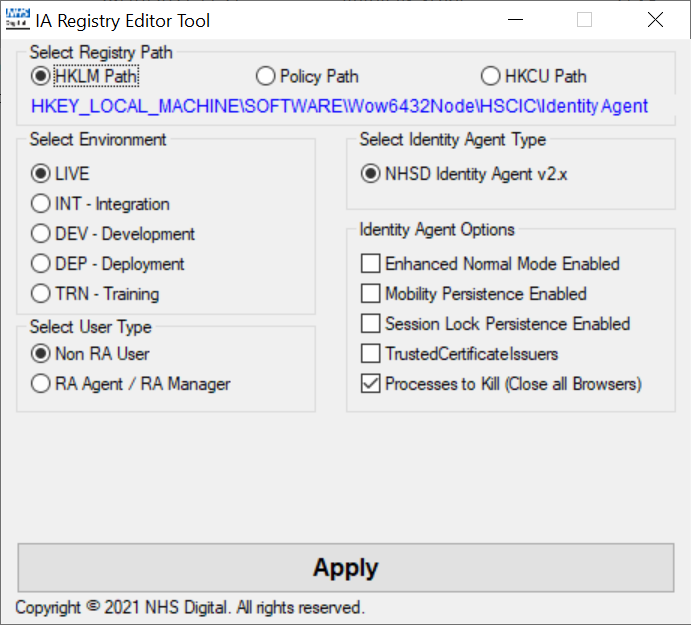 NHS
Digital
IA Registry Editor Tool
Select Registry Path
HKLM Path
Policy Path
HKCU Path
HKEY_LOCAL_MACHINE\SOFTWARE\Wow6432Node\HSCIC\Identity Agent
Select Environment
LIVE
INT - Integration
DEV - Development
DEP - Deployment
TRN - Training
Select User Type
Non RA User
RA Agent / RA Manager
Select Identity Agent Type
NHSD Identity Agent v2.x
Identity Agent Options
Enhanced Normal Mode Enabled
Mobility Persistence Enabled
Session Lock Persistence Enabled
TrustedCertificateIssuers
Processes to Kill (Close all Browsers)
Apply
Copyright © 2021 NHS Digital. All rights reserved.